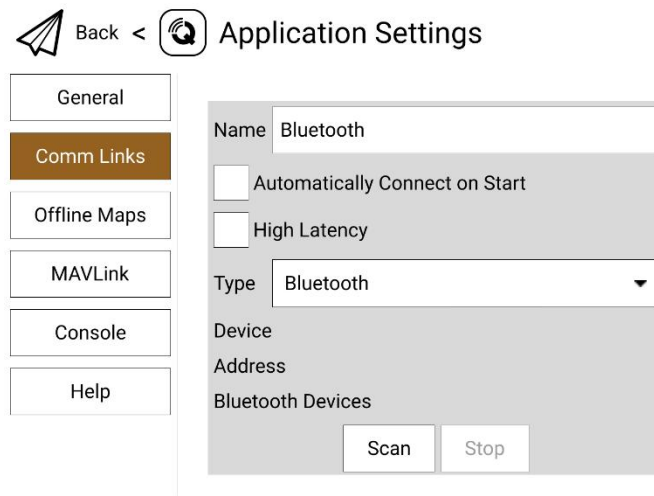 Back < Application Settings
General
Comm Links
Offline Maps
MAVLink
Console
Help
Name Bluetooth
Automatically Connect on Start
High Latency
Type Bluetooth
Device
Address
Bluetooth Devices
Scan Stop